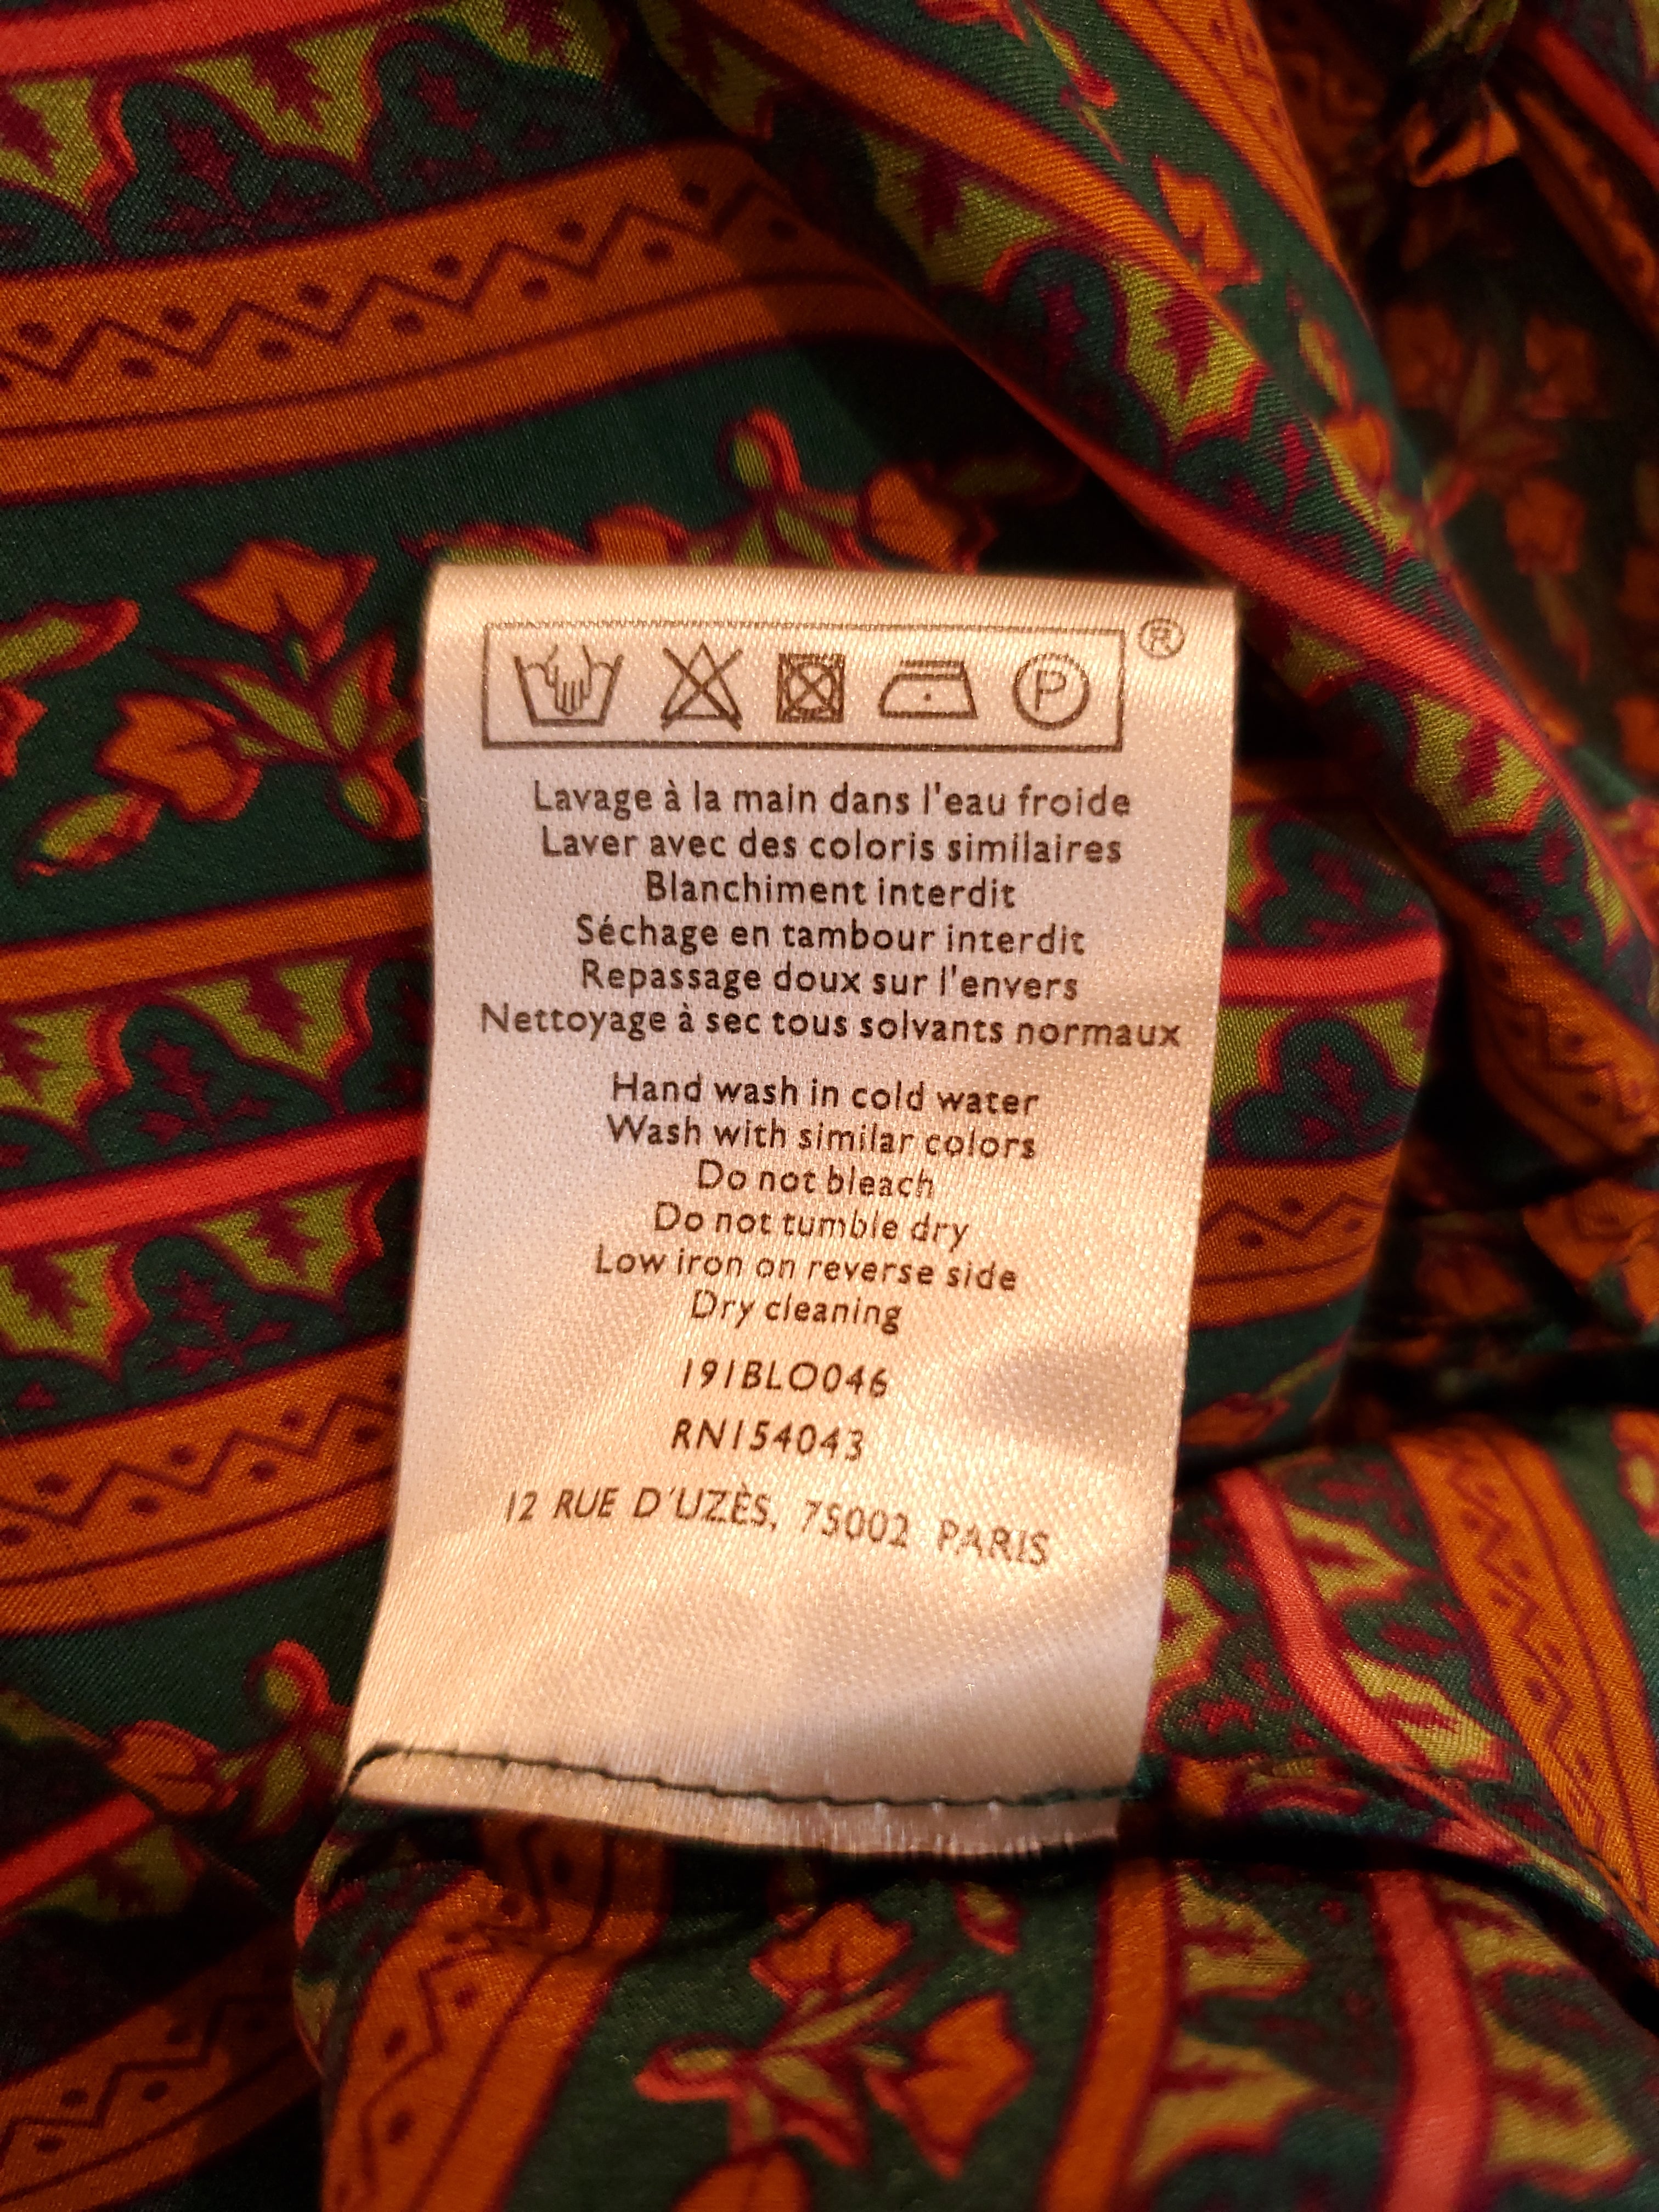 ®
P
Lavage à la main dans l'eau froide
Laver avec des coloris similaires
Blanchiment interdit
Séchage en tambour interdit
Repassage doux sur l'envers
Nettoyage à sec tous solvants normaux
Hand wash in cold water
Wash with similar colors
Do not bleach
Do not tumble dry
Low iron on reverse side
Dry cleaning
191BLO046
RN154043
12 RUE D'UZÈS, 75002 PARIS